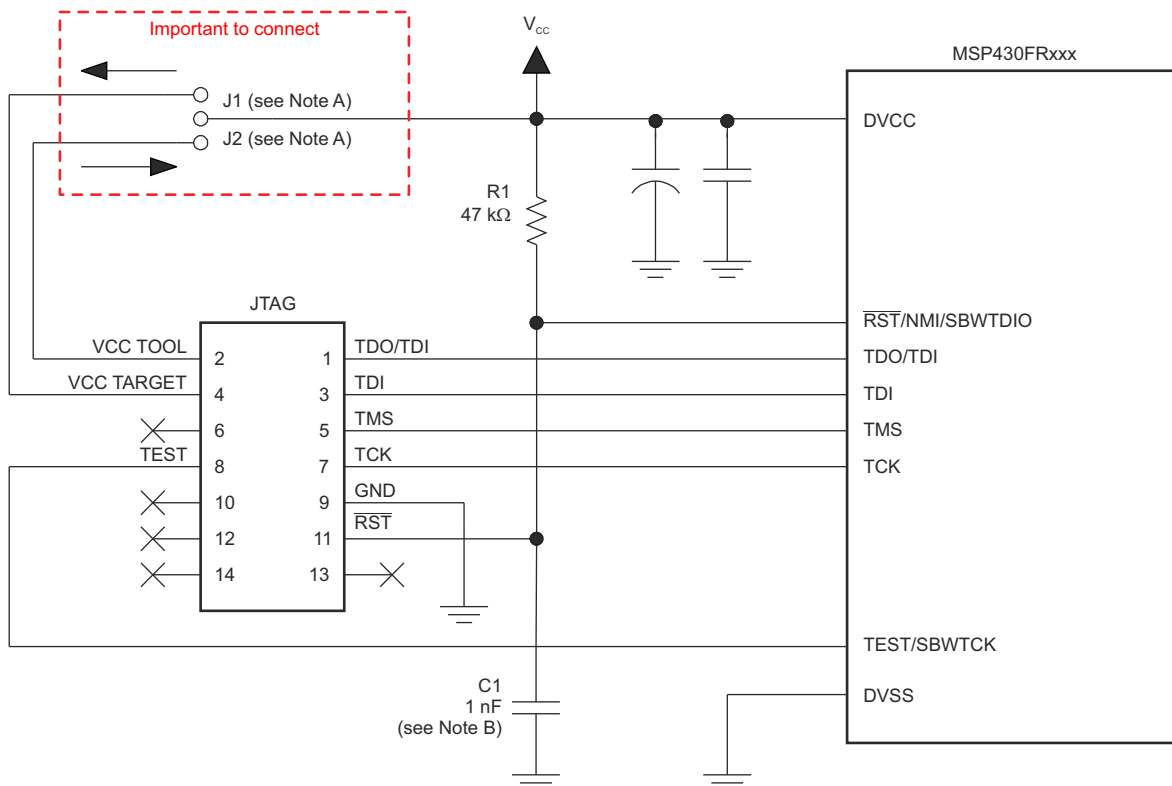 Important to connect
J1 (see Note A)
J2 (see Note A)
VCC
MSP430FRxxx
DVCC
R1
47 kΩ
JTAG
RST/NMI/SBWTDIO
VCC TOOL
2
1
TDO/TDI
TDO/TDI
VCC TARGET
4
3
TDI
TDI
6
5
TMS
TMS
TEST
8
7
TCK
TCK
10
9
GND
12
11
RST
14
13
TEST/SBWTCK
C1
1 nF
(see Note B)
DVSS